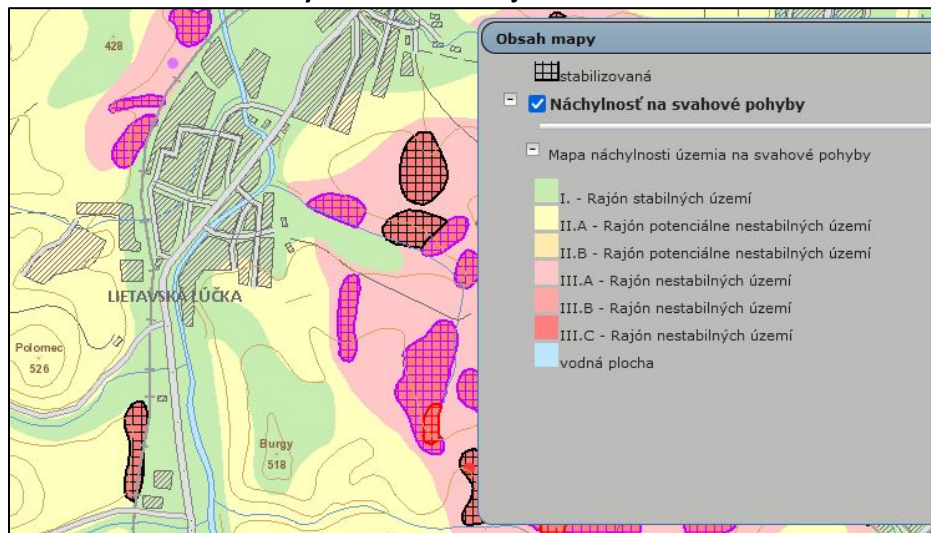 428
LIETAVSKÁ LÚČKA
Polomec
526
Burgy
518
Obsah mapy
stabilizovaná
Náchylnosť na svahové pohyby
Mapa náchylnosti územia na svahové pohyby
I. - Rajón stabilných území
II.A - Rajón potenciálne nestabilných území
II.B - Rajón potenciálne nestabilných území
III.A - Rajón nestabilných území
III.B - Rajón nestabilných území
III.C - Rajón nestabilných území
vodná plocha